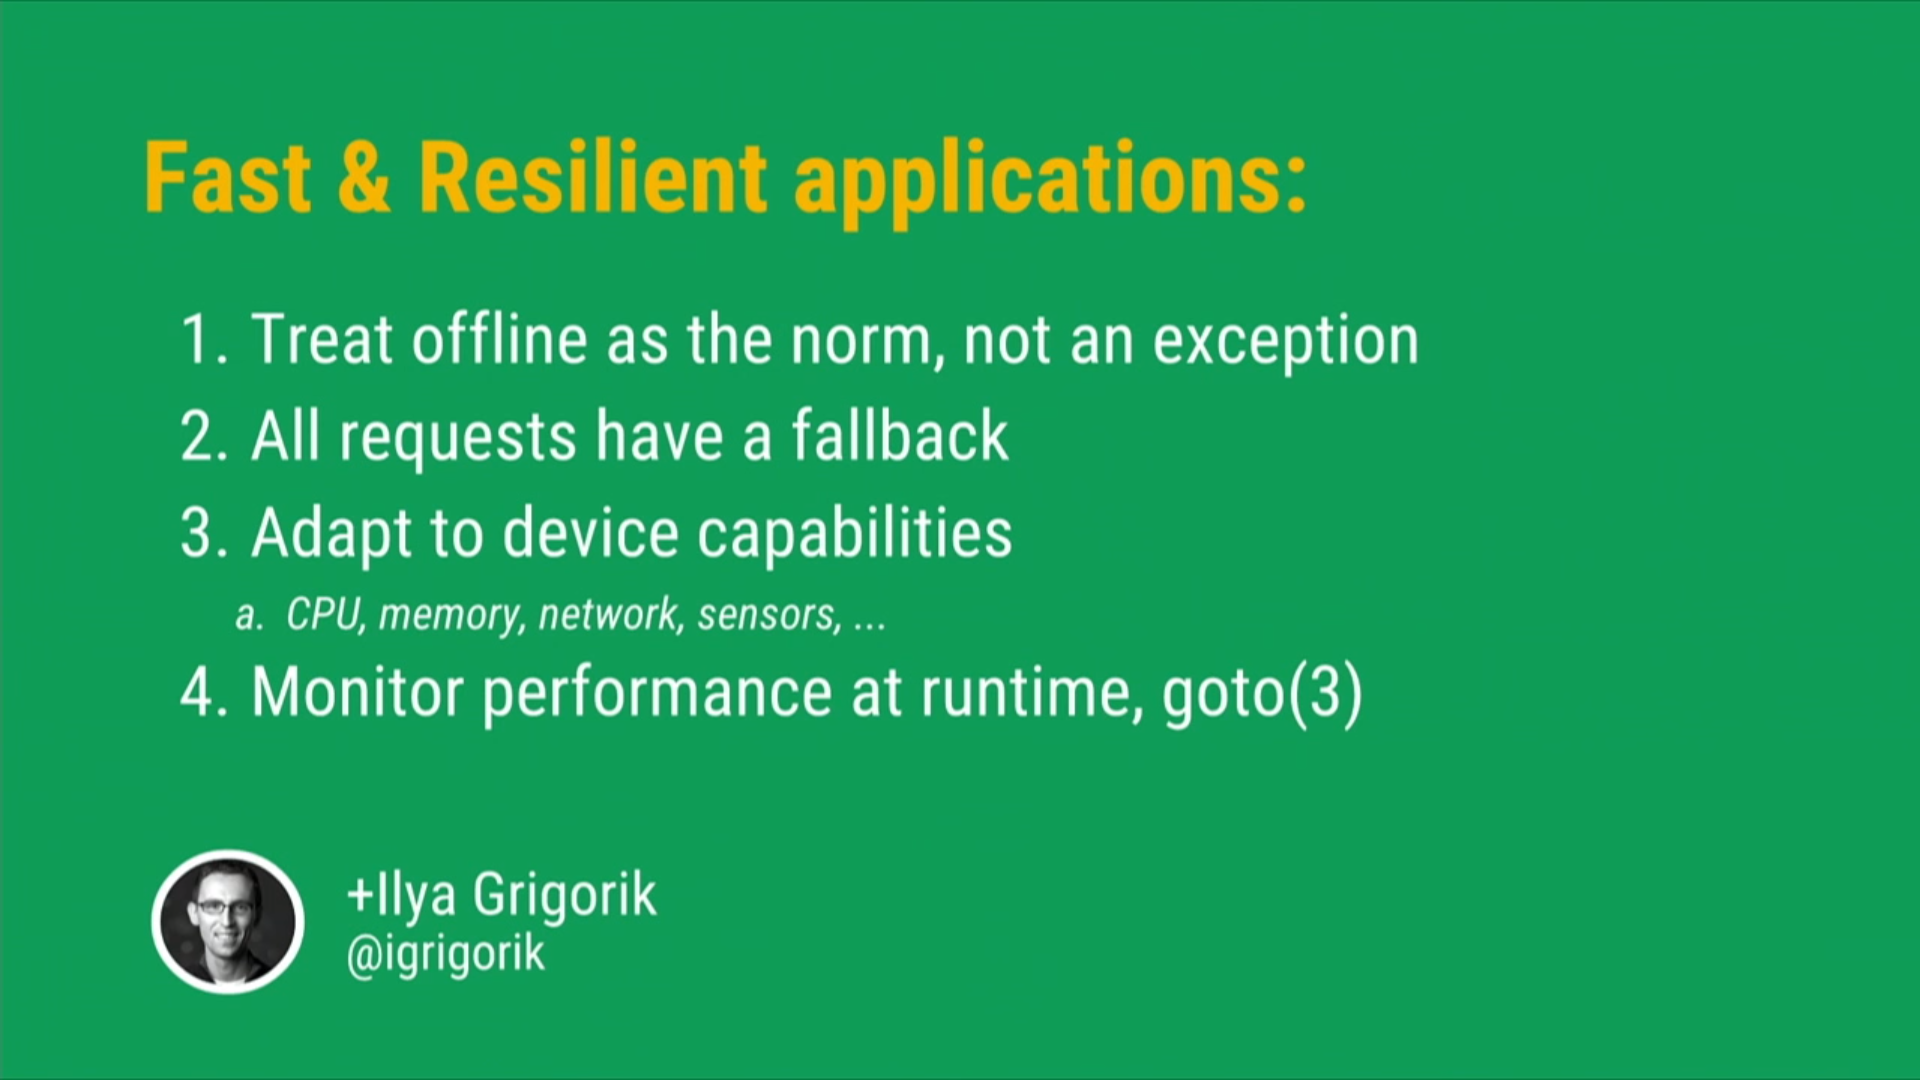 Fast & Resilient applications:
1. Treat offline as the norm, not an exception
2. All requests have a fallback
3. Adapt to device capabilities
a. CPU, memory, network, sensors, ...
4. Monitor performance at runtime, goto(3)
+Ilya Grigorik
@igrigorik